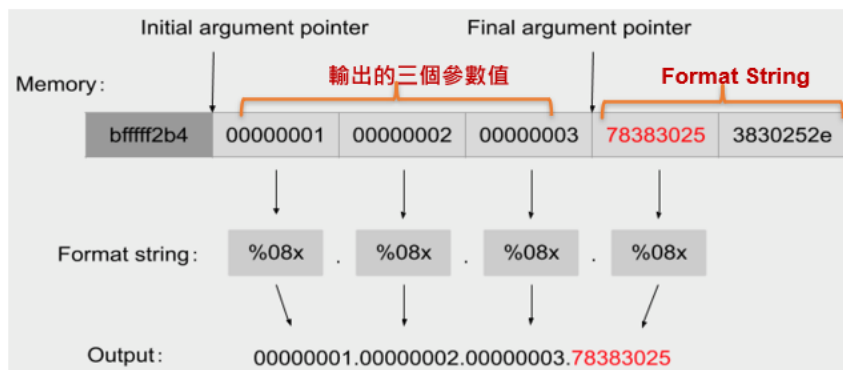 Initial argument pointer Final argument pointer
Memory: 輸出的三個參數值 Format String
bfffff2b4 00000001 00000002 00000003 78383025 3830252e
Format string: %08x . %08x . %08x . %08x
Output: 00000001.00000002.00000003.78383025